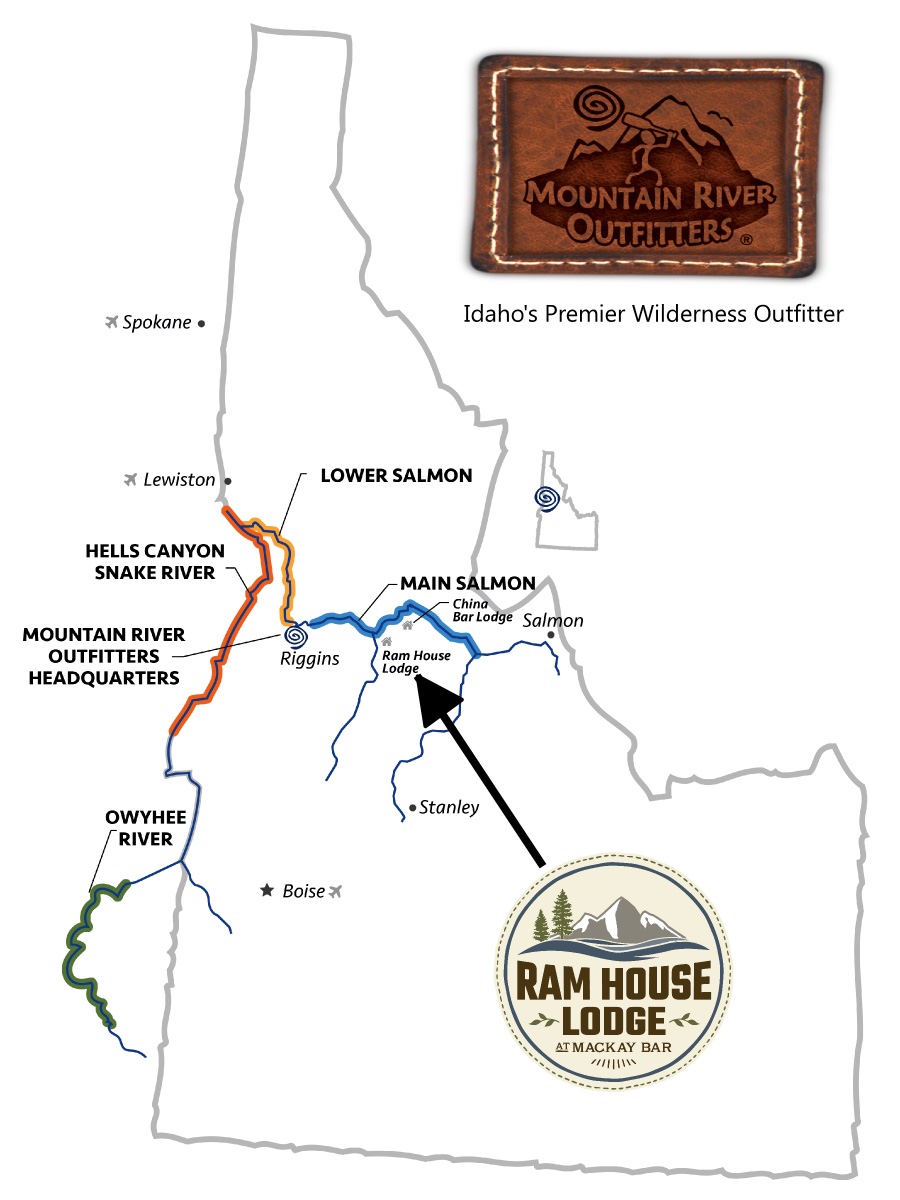 MOUNTAIN RIVER
OUTFITTERS ®
Idaho's Premier Wilderness Outfitter
Spokane
Lewiston
LOWER SALMON
HELLS CANYON
SNAKE RIVER
MAIN SALMON
China
Bar Lodge
Salmon
MOUNTAIN RIVER
OUTFITTERS
HEADQUARTERS
Riggins
Ram House
Lodge
Stanley
OWYHEE
RIVER
Boise
RAM HOUSE
LODGE
AT MACKAY BAR